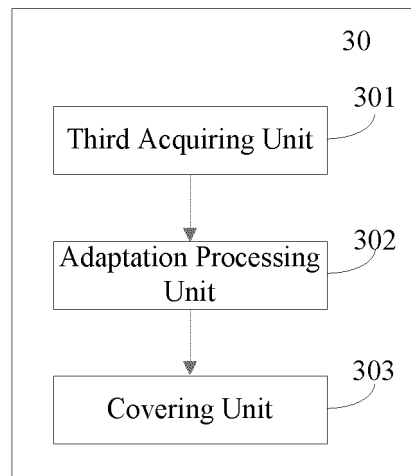 30
301
Third Acquiring Unit
302
Adaptation Processing
Unit
303
Covering Unit